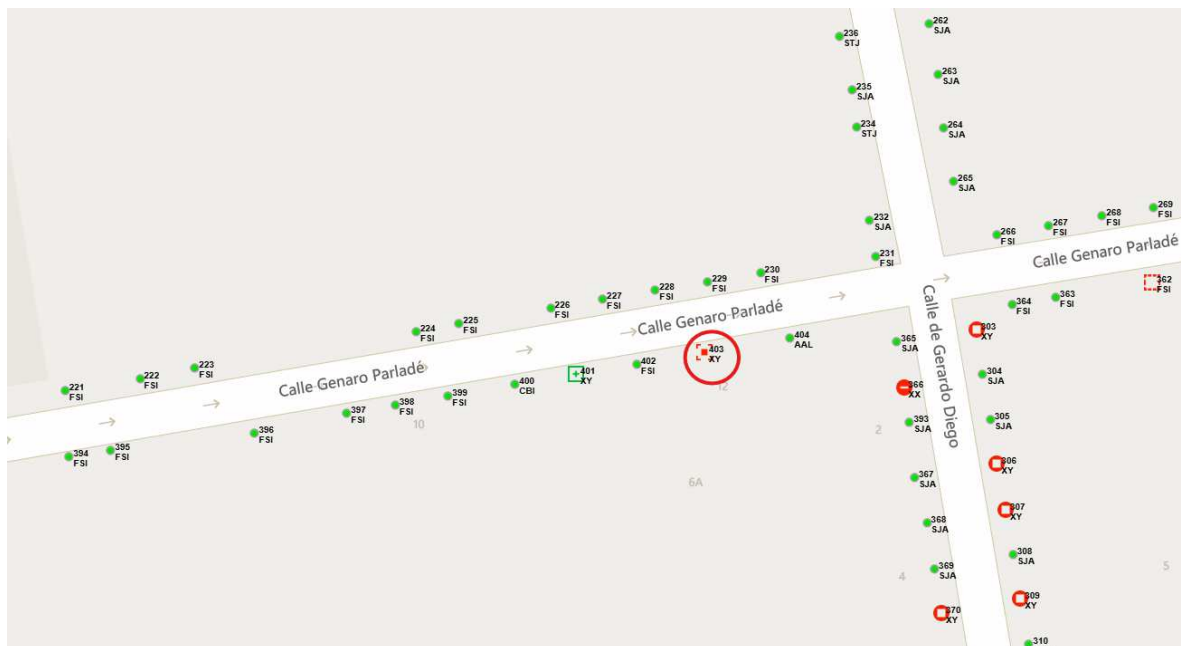 262
SJA
236
STJ
263
SJA
235
SJA
264
SJA
234
STJ
265
SJA
269
FSI
268
FSI
267
FSI
232
SJA
266
FSI
Calle Genaro Parladé
231
FSI
230
FSI
229
FSI
362
FSI
228
FSI
227
FSI
363
FSI
364
FSI
226
FSI
Calle Genaro Parladé
225
FSI
224
FSI
303
XY
404
AAL
365
SJA
403
XY
402
FSI
401
XY
Calle Genaro Parladé
223
FSI
222
FSI
221
FSI
304
SJA
400
CBI
12
366
XX
Calle de Gerardo Diego
399
FSI
398
FSI
397
FSI
10
305
SJA
393
SJA
2
396
FSI
395
FSI
394
FSI
306
XY
367
SJA
6A
307
XY
368
SJA
308
SJA
5
369
SJA
4
309
XY
370
XY
310